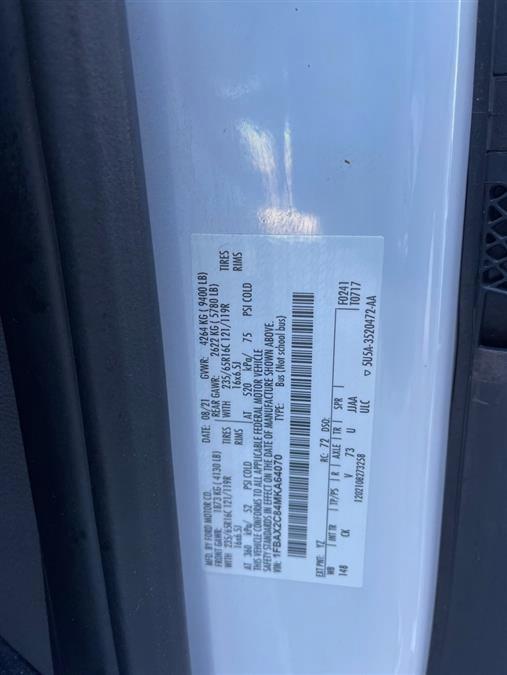 MFD. BY FORD MOTOR CO. DATE: 08/21 GVWR: 4264 KG ( 9400 LB)
FRONT GAWR: 1873 KG ( 4130 LB) REAR GAWR: 2622 KG ( 5780 LB)
WITH 235/65R16C 121/119R TIRES WITH 235/65R16C 121/119R TIRES
16x6.5J RIMS 16x6.5J RIMS
AT 360 kPa/ 52 PSI COLD AT 520 kPa/ 75 PSI COLD
THIS VEHICLE CONFORMS TO ALL APPLICABLE FEDERAL MOTOR VEHICLE
SAFETY STANDARDS IN EFFECT ON THE DATE OF MANUFACTURE SHOWN ABOVE.
VIN: 1FBAX2C84MKA64070 TYPE: Bus (Not school bus)
F0241
T0717
EXT PNT: YZ RC: 72 DSO:
WB TP/PS R AXLE TR SPR
148 CK V 73 U JJAA
ULC
12021082732 5U5A-3520472-AA